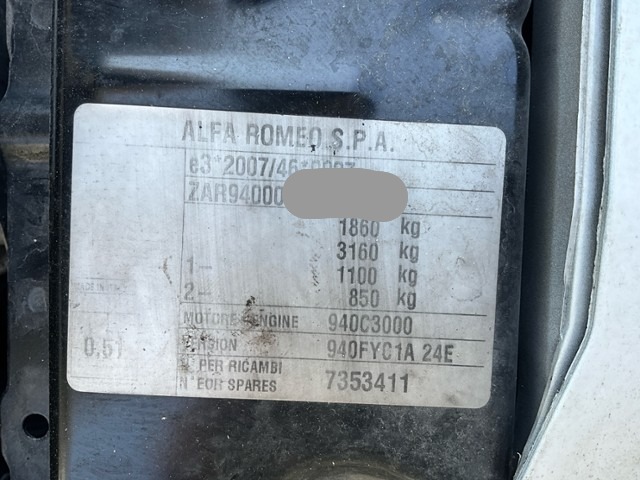 ALFA ROMEO S.P.A.
e3*2007/46*0027
ZAR94000
1860 kg
3160 kg
1- 1100 kg
2- 850 kg
MOTORE-ENGINE 940C3000
VERSION 940FYC1A 24E
0.51
N° PER RICAMBI
N° FOR SPARES 7353411